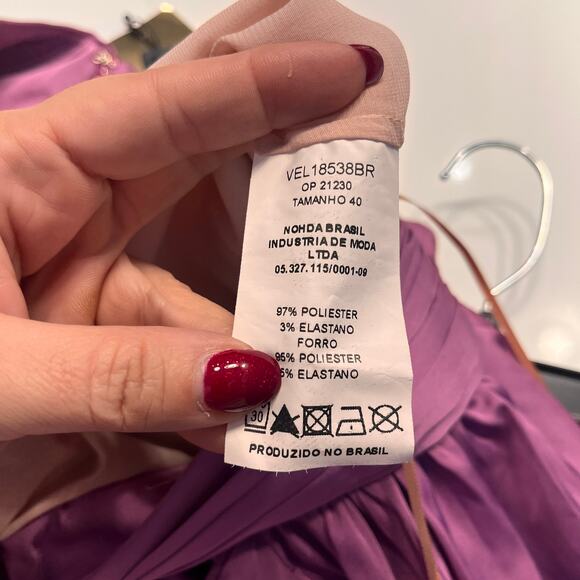 VEL18538BR
OP 21230
TAMANHO 40
NOHDA BRASIL
INDUSTRIA DE MODA
LTDA
05.327.115/0001-09
97% POLIESTER
3% ELASTANO
FORRO
95% POLIESTER
5% ELASTANO
30
PRODUZIDO NO BRASIL